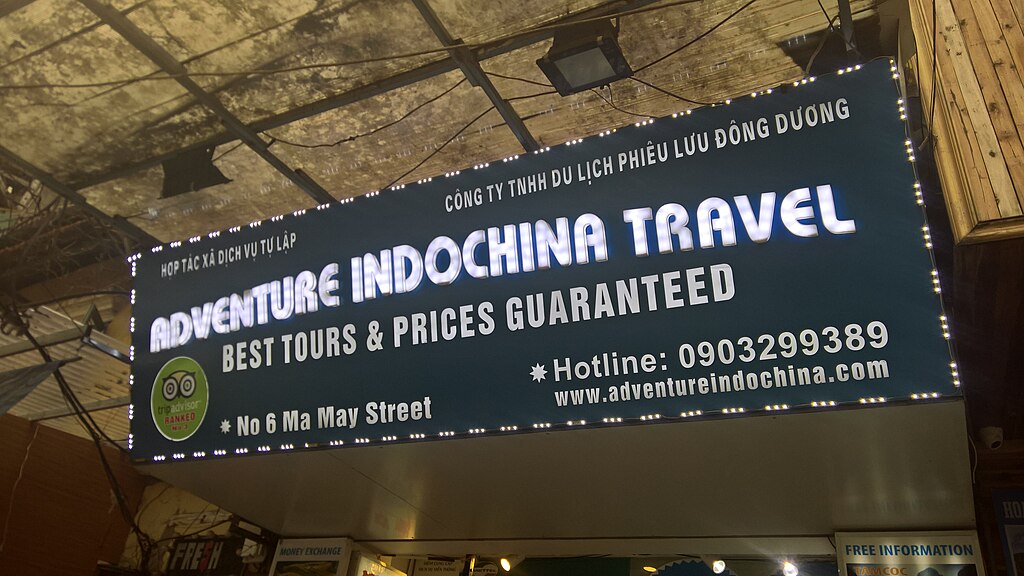 CÔNG TY TNHH DU LỊCH PHIÊU LƯU ĐÔNG DƯƠNG
HỢP TÁC XÃ DỊCH VỤ TỰ LẬP
ADVENTURE INDOCHINA TRAVEL
BEST TOURS & PRICES GUARANTEED
tripadvisor
RANKED
Hotline: 0903299389
www.adventureindochina.com
No 6 Ma May Street
FRESH
MONEY EXCHANGE
FREE INFORMATION
TAMCOC